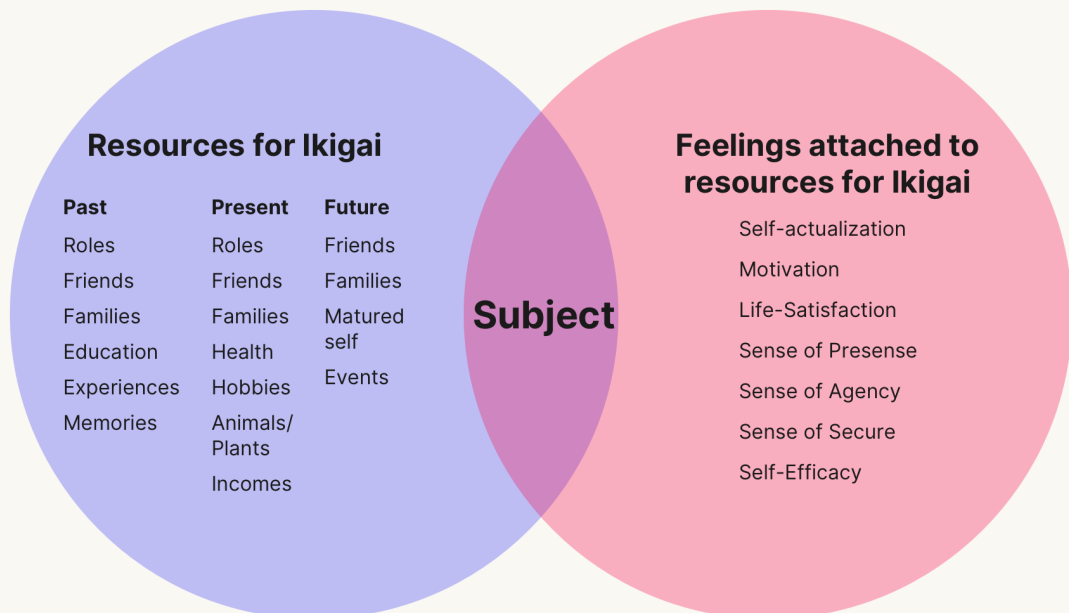 Resources for Ikigai
Past
Roles
Friends
Families
Education
Experiences
Memories
Present
Roles
Friends
Families
Health
Hobbies
Animals/
Plants
Incomes
Future
Friends
Families
Matured
self
Events
Subject
Feelings attached to
resources for Ikigai
Self-actualization
Motivation
Life-Satisfaction
Sense of Presense
Sense of Agency
Sense of Secure
Self-Efficacy